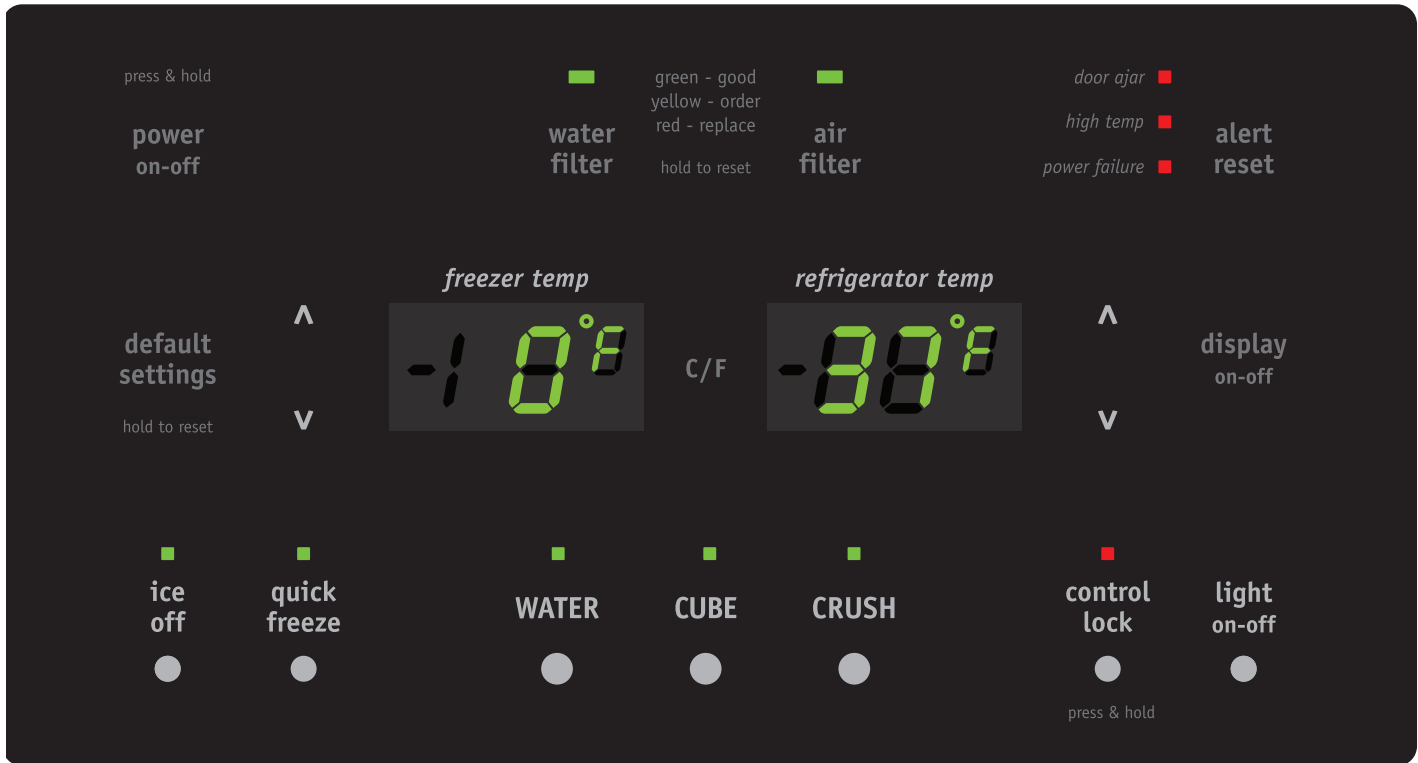 press & hold
power
on-off
water
filter
green - good
yellow - order
red - replace
hold to reset
air
filter
door ajar
high temp
power failure
alert
reset
default
settings
hold to reset
freezer temp
0°F
C/F
refrigerator temp
37°F
display
on-off
ice
off
quick
freeze
WATER
CUBE
CRUSH
control
lock
press & hold
light
on-off